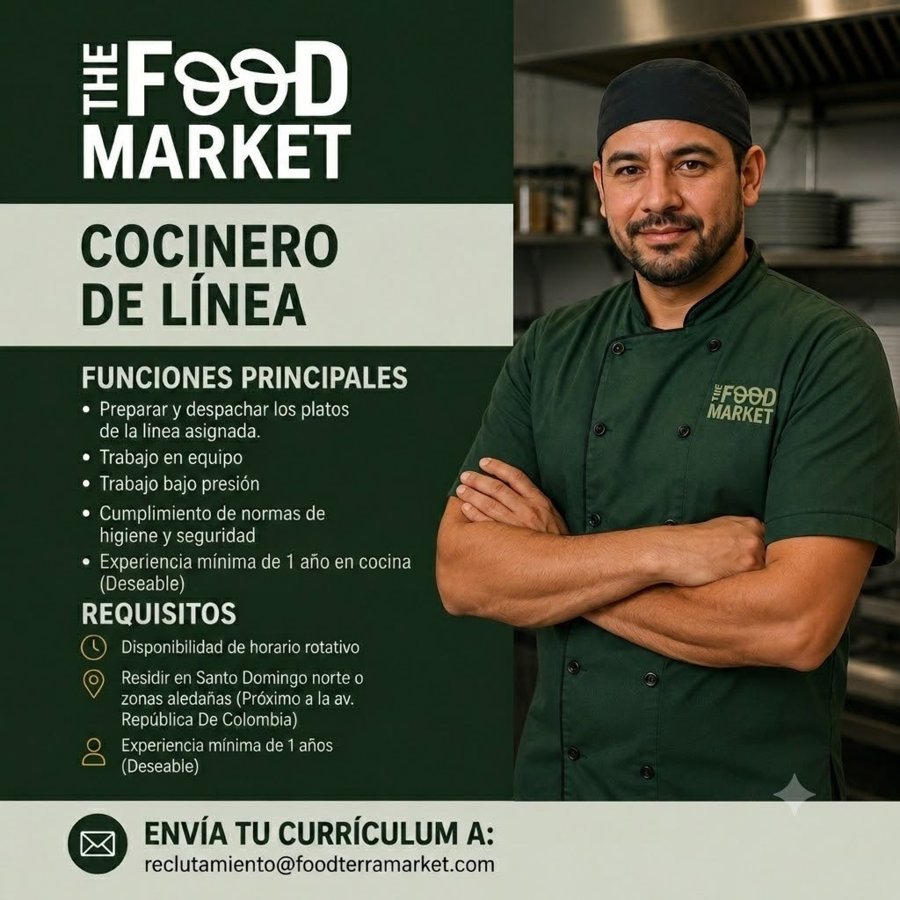 THE FOOD
MARKET
COCINERO
DE LÍNEA
FUNCIONES PRINCIPALES
• Preparar y despachar los platos
de la línea asignada.
• Trabajo en equipo
• Trabajo bajo presión
• Cumplimiento de normas de
higiene y seguridad
• Experiencia mínima de 1 año en cocina
(Deseable)
REQUISITOS
Disponibilidad de horario rotativo
Residir en Santo Domingo norte o
zonas aledañas (Próximo a la av.
República De Colombia)
Experiencia mínima de 1 años
(Deseable)
THE FOOD
MARKET
ENVÍA TU CURRÍCULUM A:
reclutamiento@foodterramarket.com